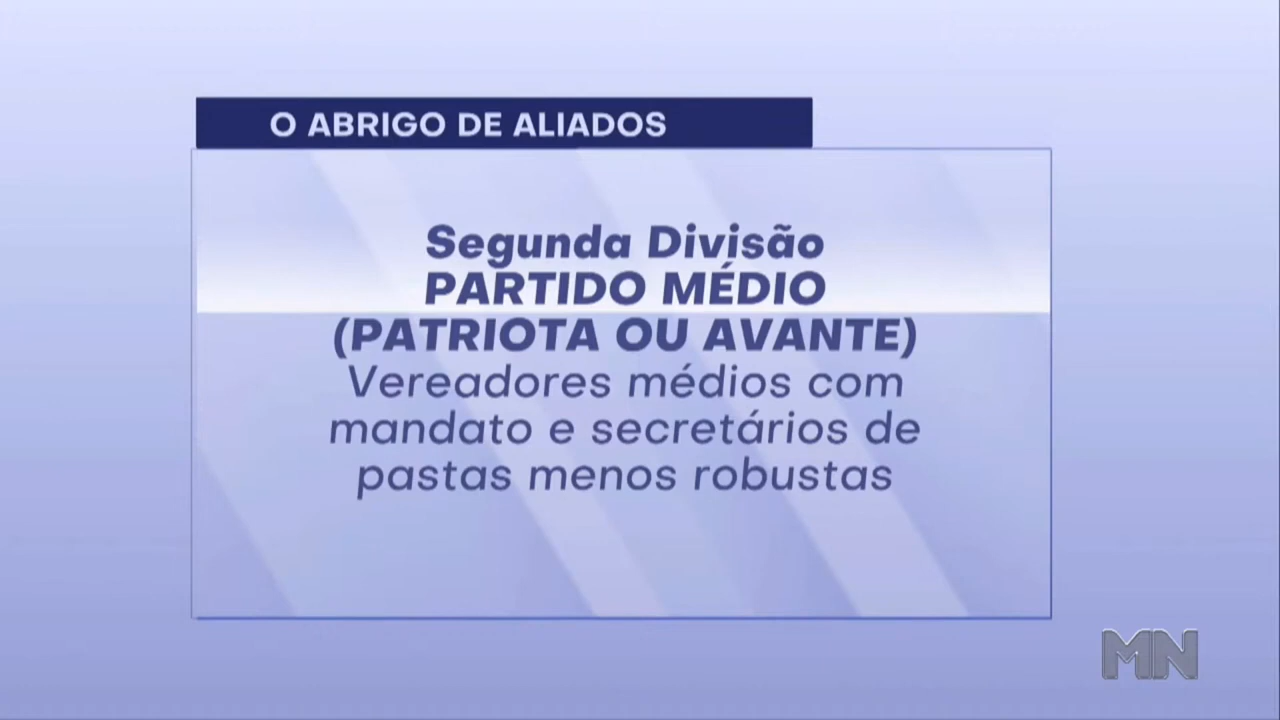 O ABRIGO DE ALIADOS
Segunda Divisão
PARTIDO MÉDIO
(PATRIOTA OU AVANTE)
Vereadores médios com
mandato e secretários de
pastas menos robustas
MN